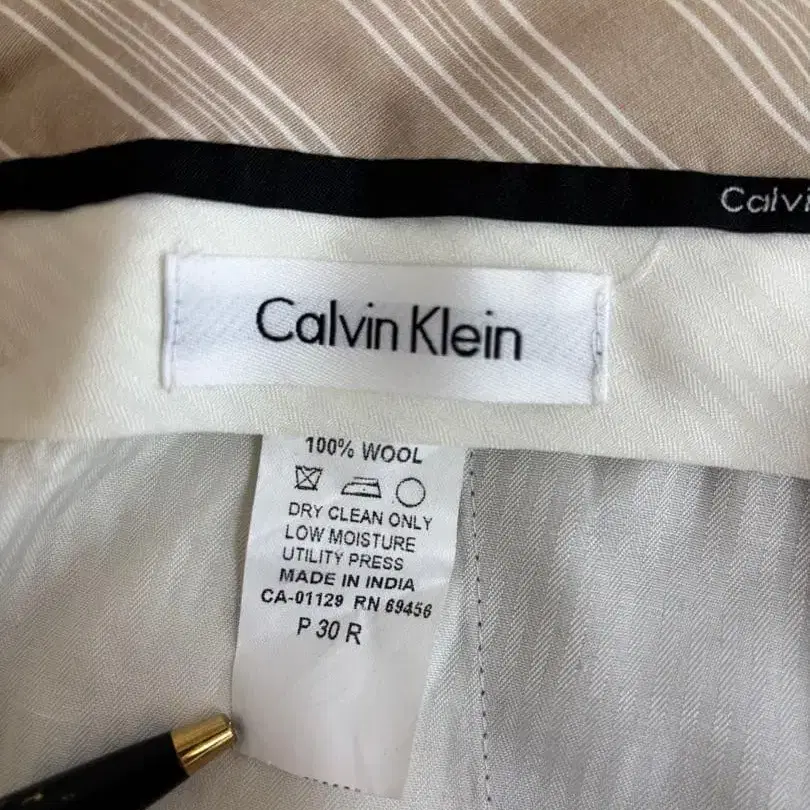 Calvi
Calvin Klein
100% WOOL
DRY CLEAN ONLY
LOW MOISTURE
UTILITY PRESS
MADE IN INDIA
CA-01129 RN 69456
P 30 R